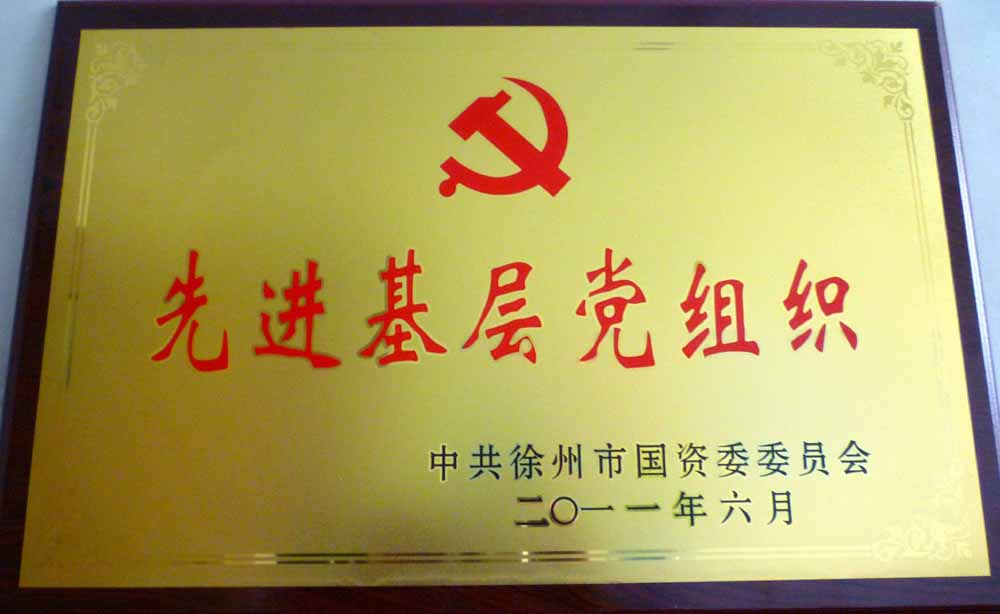 先进基层党组织
中共徐州市国资委委员会
二〇一一年六月